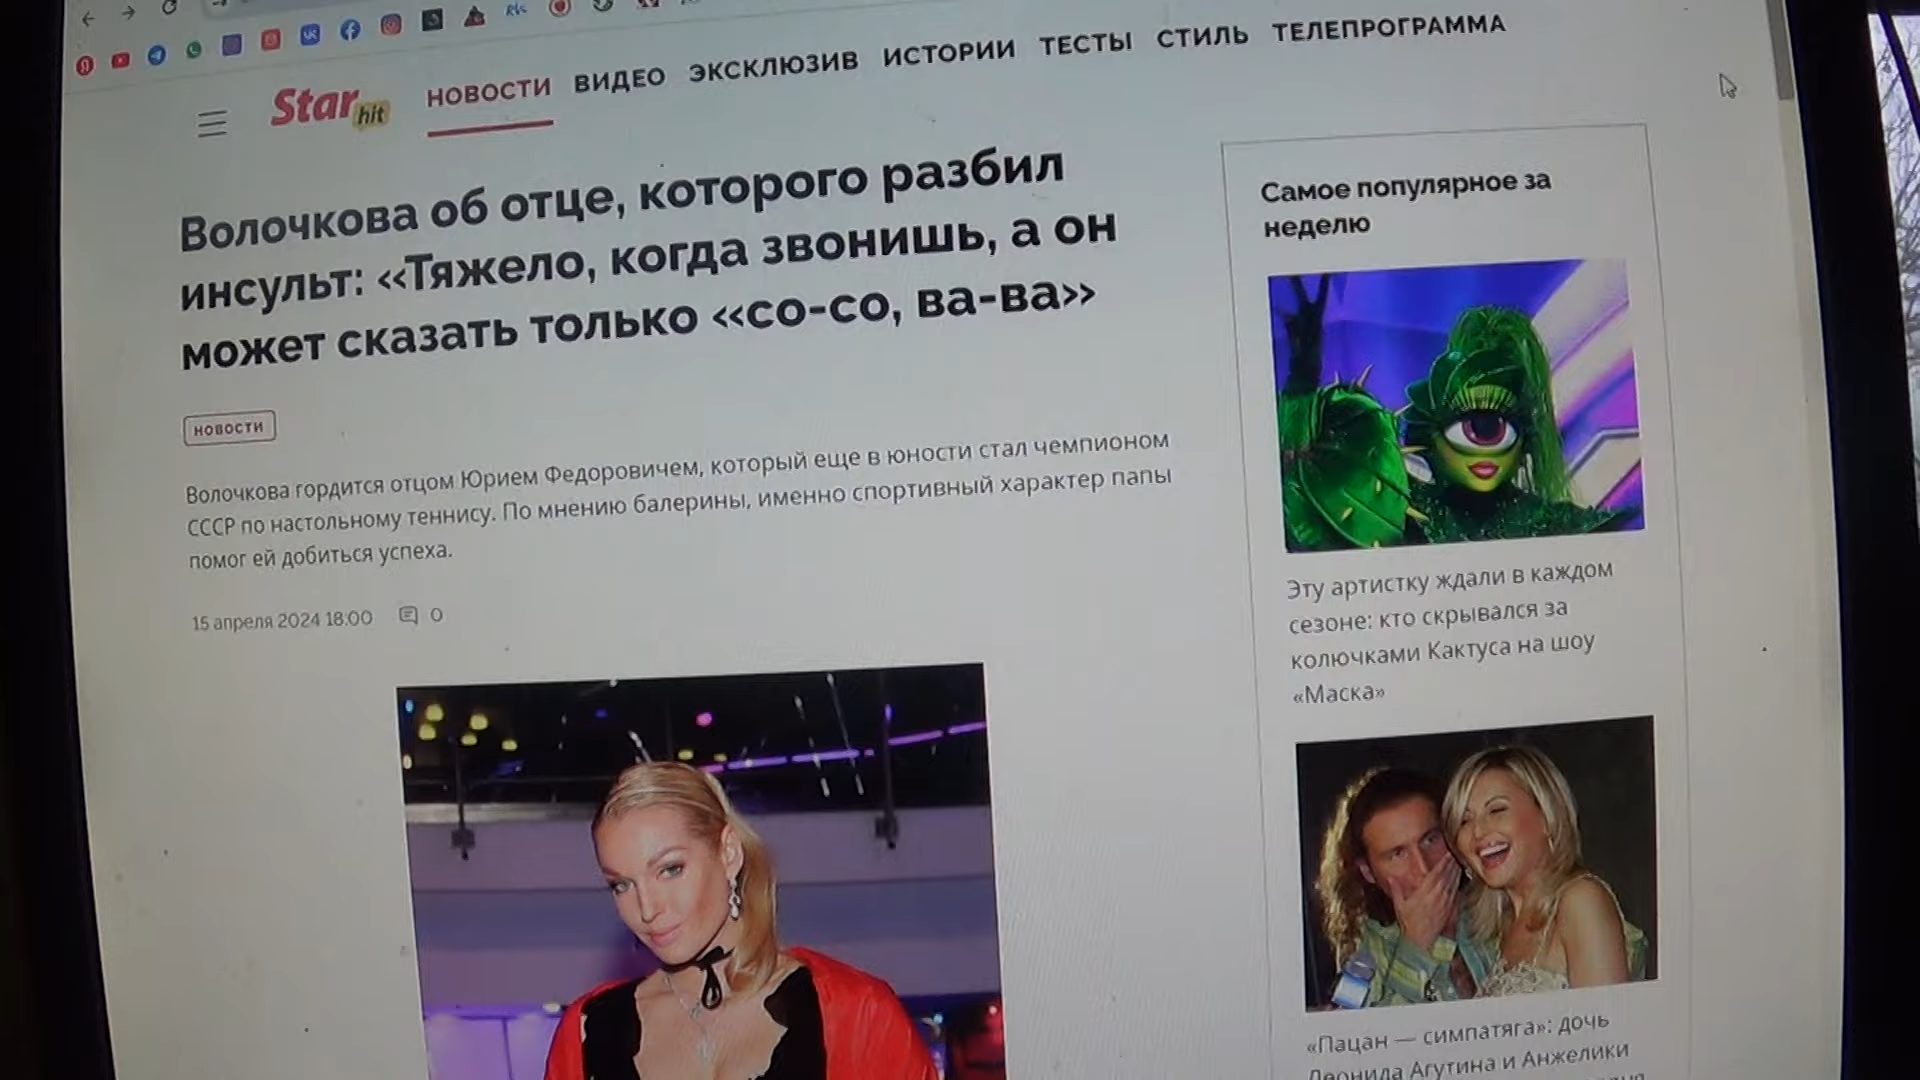 Star hit
НОВОСТИ ВИДЕО ЭКСКЛЮЗИВ ИСТОРИИ ТЕСТЫ СТИЛЬ ТЕЛЕПРОГРАММА
Волочкова об отце, которого разбил
инсульт: «Тяжело, когда звонишь, а он
может сказать только «со-со, ва-ва»
НОВОСТИ
Волочкова гордится отцом Юрием Федоровичем, который еще в юности стал чемпионом
СССР по настольному теннису. По мнению балерины, именно спортивный характер папы
помог ей добиться успеха.
15 апреля 2024 18:00 0
Самое популярное за
неделю
Эту артистку ждали в каждом
сезоне: кто скрывался за
колючками Кактуса на шоу
«Маска»
«Пацан — симпатяга»: дочь
Леонида Агутина и Анжелики